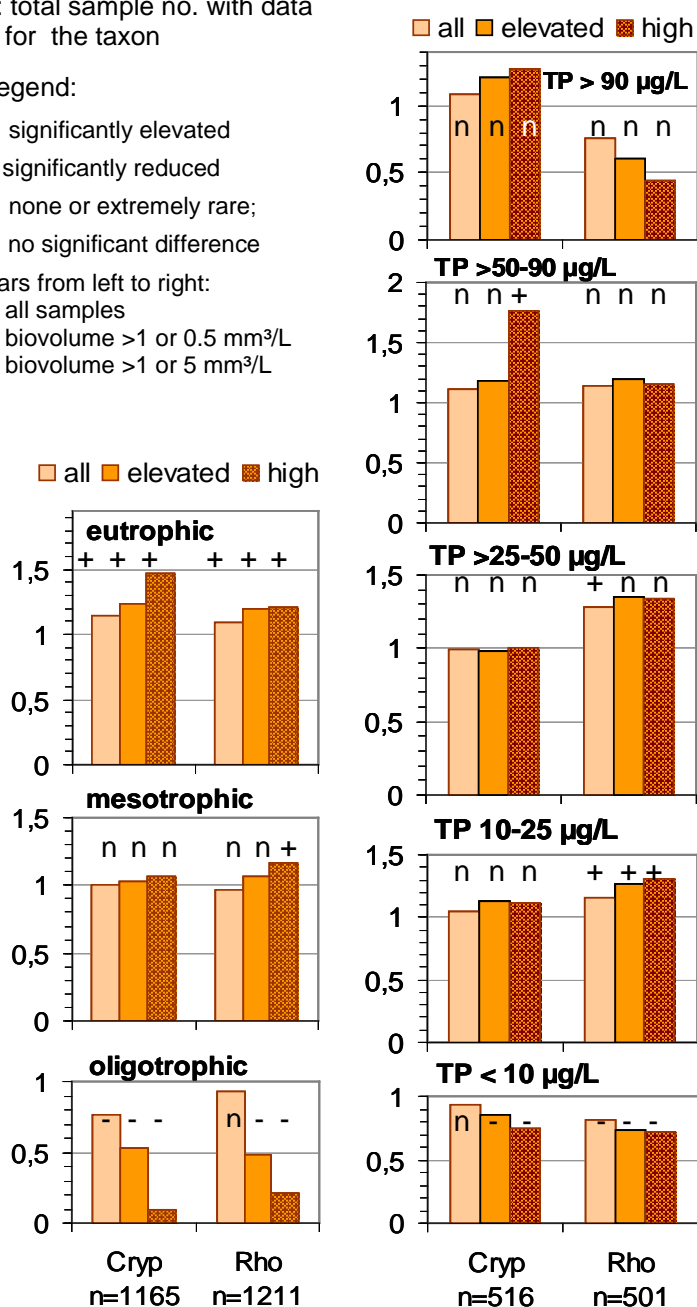 : total sample no. with data
for the taxon
egend:
significantly elevated
significantly reduced
none or extremely rare;
no significant difference
ars from left to right:
all samples
biovolume >1 or 0.5 mm³/L
biovolume >1 or 5 mm³/L
all elevated high
eutrophic
+ + + + + +
1,5
1
0,5
0
mesotrophic
1,5
n n n n n +
1
0,5
0
oligotrophic
1
- - - n - -
0,5
0
Cryp Rho
n=1165 n=1211
all elevated high
TP > 90 µg/L
1
n n n n n n
0,5
0
TP >50-90 µg/L
2
n n + n n n
1,5
1
0,5
0
TP >25-50 µg/L
1,5
n n n + n n
1
0,5
0
TP 10-25 µg/L
1,5
n n n + + +
1
0,5
0
TP < 10 µg/L
1
n - - - - -
0,5
0
Cryp Rho
n=516 n=501